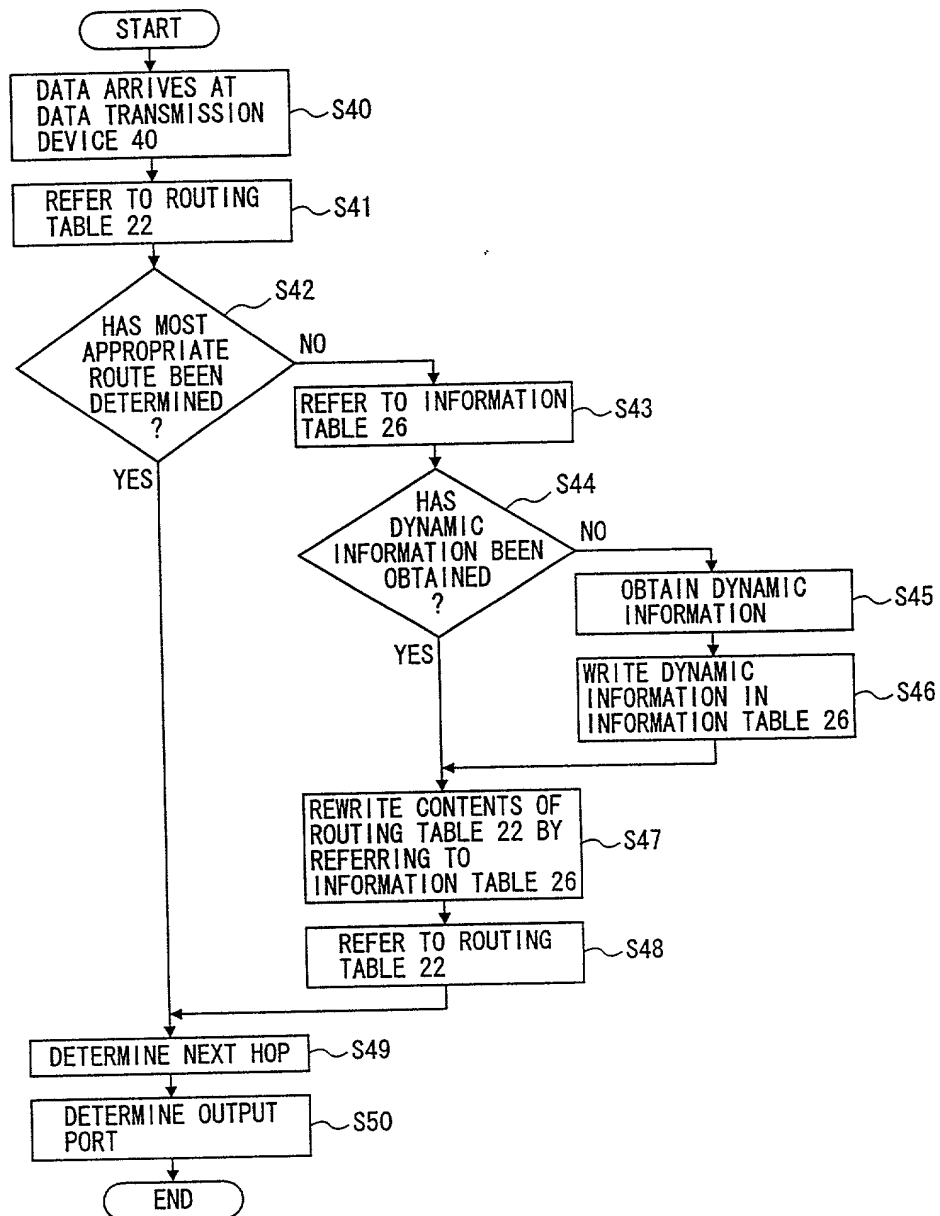 START
DATA ARRIVES AT
DATA TRANSMISSION
DEVICE 40
S40
REFER TO ROUTING
TABLE 22
S41
S42
HAS MOST
APPROPRIATE
ROUTE BEEN
DETERMINED
?
NO
YES
REFER TO INFORMATION
TABLE 26
S43
S44
HAS
DYNAMIC
INFORMATION BEEN
OBTAINED
?
NO
YES
OBTAIN DYNAMIC
INFORMATION
S45
WRITE DYNAMIC
INFORMATION IN
INFORMATION TABLE 26
S46
REWRITE CONTENTS OF
ROUTING TABLE 22 BY
REFERRING TO
INFORMATION TABLE 26
S47
REFER TO ROUTING
TABLE 22
S48
DETERMINE NEXT HOP
S49
DETERMINE OUTPUT
PORT
S50
END